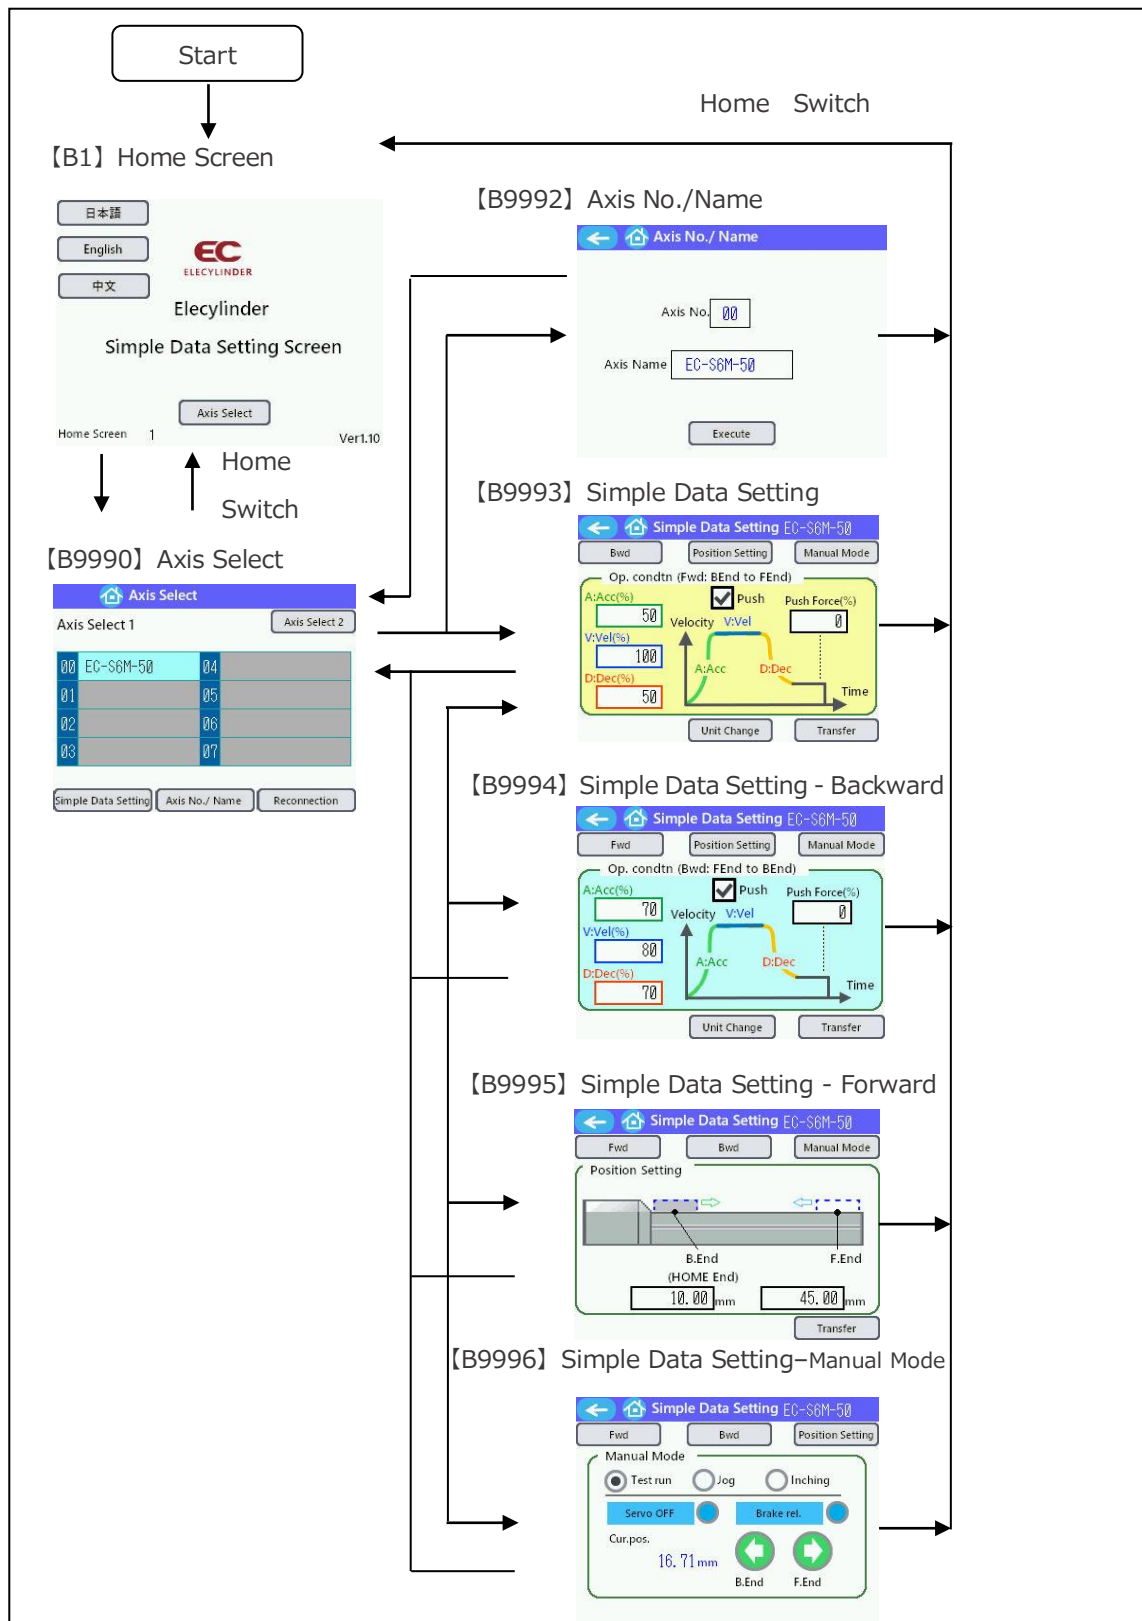 Start
Home Switch
【B1】Home Screen
日本語
English
中文
EC
ELECYLINDER
Elecylinder
Simple Data Setting Screen
Axis Select
Home Screen 1
Ver1.10
Home
Switch
【B9990】Axis Select
Axis Select
Axis Select 1
Axis Select 2
00 EC-S6M-50 04
01 05
02 06
03 07
Simple Data Setting Axis No./ Name Reconnection
【B9992】Axis No./Name
Axis No./ Name
Axis No. 00
Axis Name EC-S6M-50
Execute
【B9993】Simple Data Setting
Simple Data Setting EC-S6M-50
Bwd Position Setting Manual Mode
Op. condtn (Fwd: BEnd to FEnd)
A:Acc(%)
50
V:Vel(%)
100
D:Dec(%)
50
Push
Push Force(%)
0
Velocity V:Vel
A:Acc D:Dec
Time
Unit Change Transfer
【B9994】Simple Data Setting - Backward
Simple Data Setting EC-S6M-50
Fwd Position Setting Manual Mode
Op. condtn (Bwd: FEnd to BEnd)
A:Acc(%)
70
V:Vel(%)
80
D:Dec(%)
70
Push
Push Force(%)
0
Velocity V:Vel
A:Acc D:Dec
Time
Unit Change Transfer
【B9995】Simple Data Setting - Forward
Simple Data Setting EC-S6M-50
Fwd Bwd Manual Mode
Position Setting
B.End F.End
(HOME End)
10.00 mm 45.00 mm
Transfer
【B9996】Simple Data Setting–Manual Mode
Simple Data Setting EC-S6M-50
Fwd Bwd Position Setting
Manual Mode
Test run Jog Inching
Servo OFF Brake rel.
Cur.pos.
16.71 mm
B.End F.End